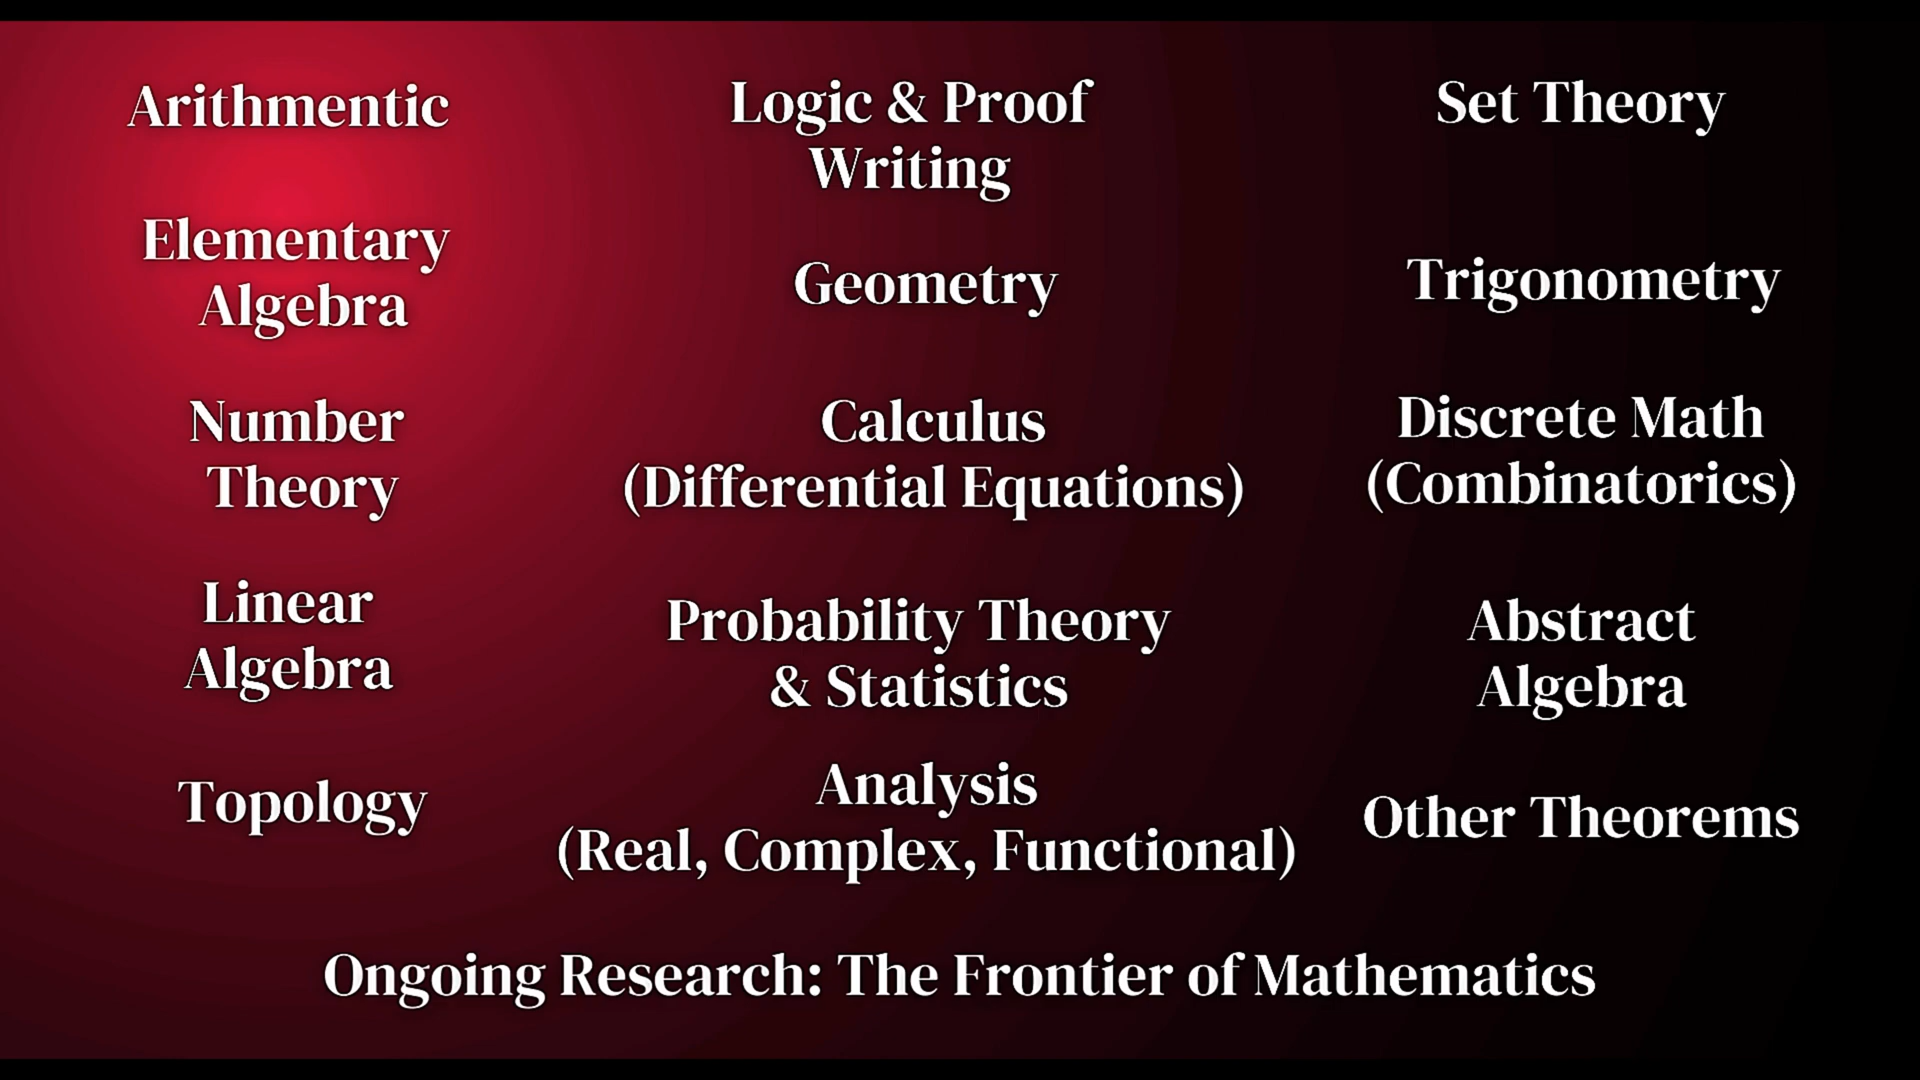 Arithmentic
Logic & Proof
Writing
Set Theory
Elementary
Algebra
Geometry
Trigonometry
Number
Theory
Calculus
(Differential Equations)
Discrete Math
(Combinatorics)
Linear
Algebra
Probability Theory
& Statistics
Abstract
Algebra
Topology
Analysis
(Real, Complex, Functional)
Other Theorems
Ongoing Research: The Frontier of Mathematics